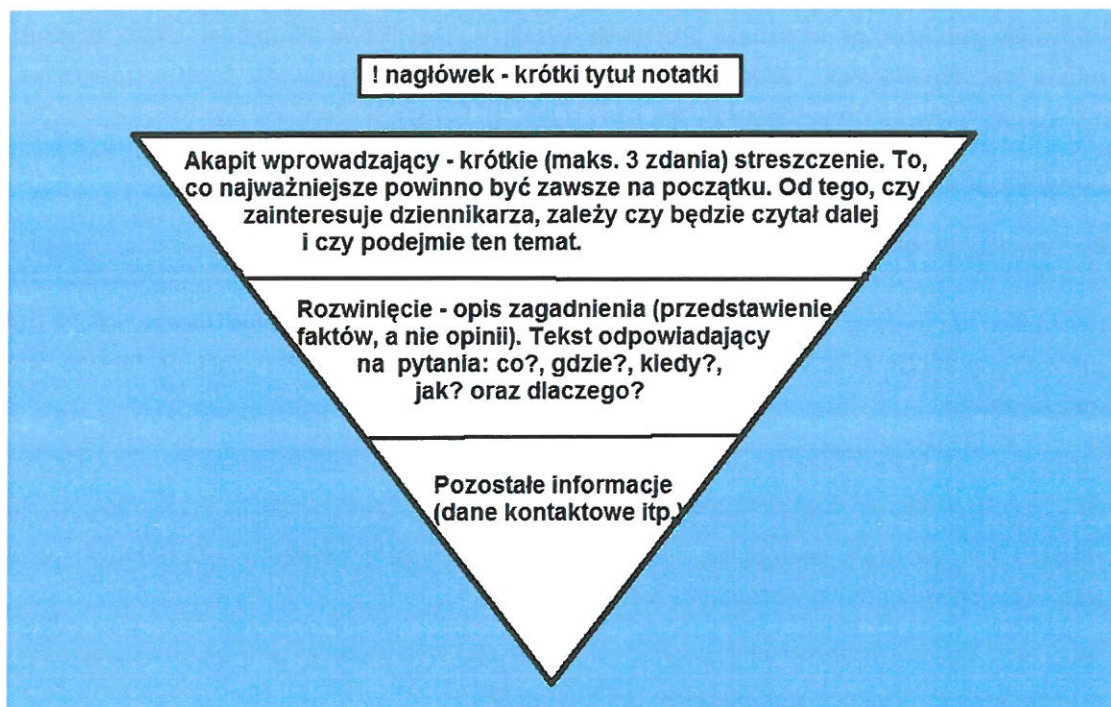 ! nagłówek - krótki tytuł notatki
Akapit wprowadzający - krótkie (maks. 3 zdania) streszczenie. To,
co najważniejsze powinno być zawsze na początku. Od tego, czy
zainteresuje dziennikarza, zależy czy będzie czytał dalej
i czy podejmie ten temat.
Rozwinięcie - opis zagadnienia (przedstawienie
faktów, a nie opinii). Tekst odpowiadający
na pytania: co?, gdzie?, kiedy?,
jak? oraz dlaczego?
Pozostałe informacje
(dane kontaktowe itp.)